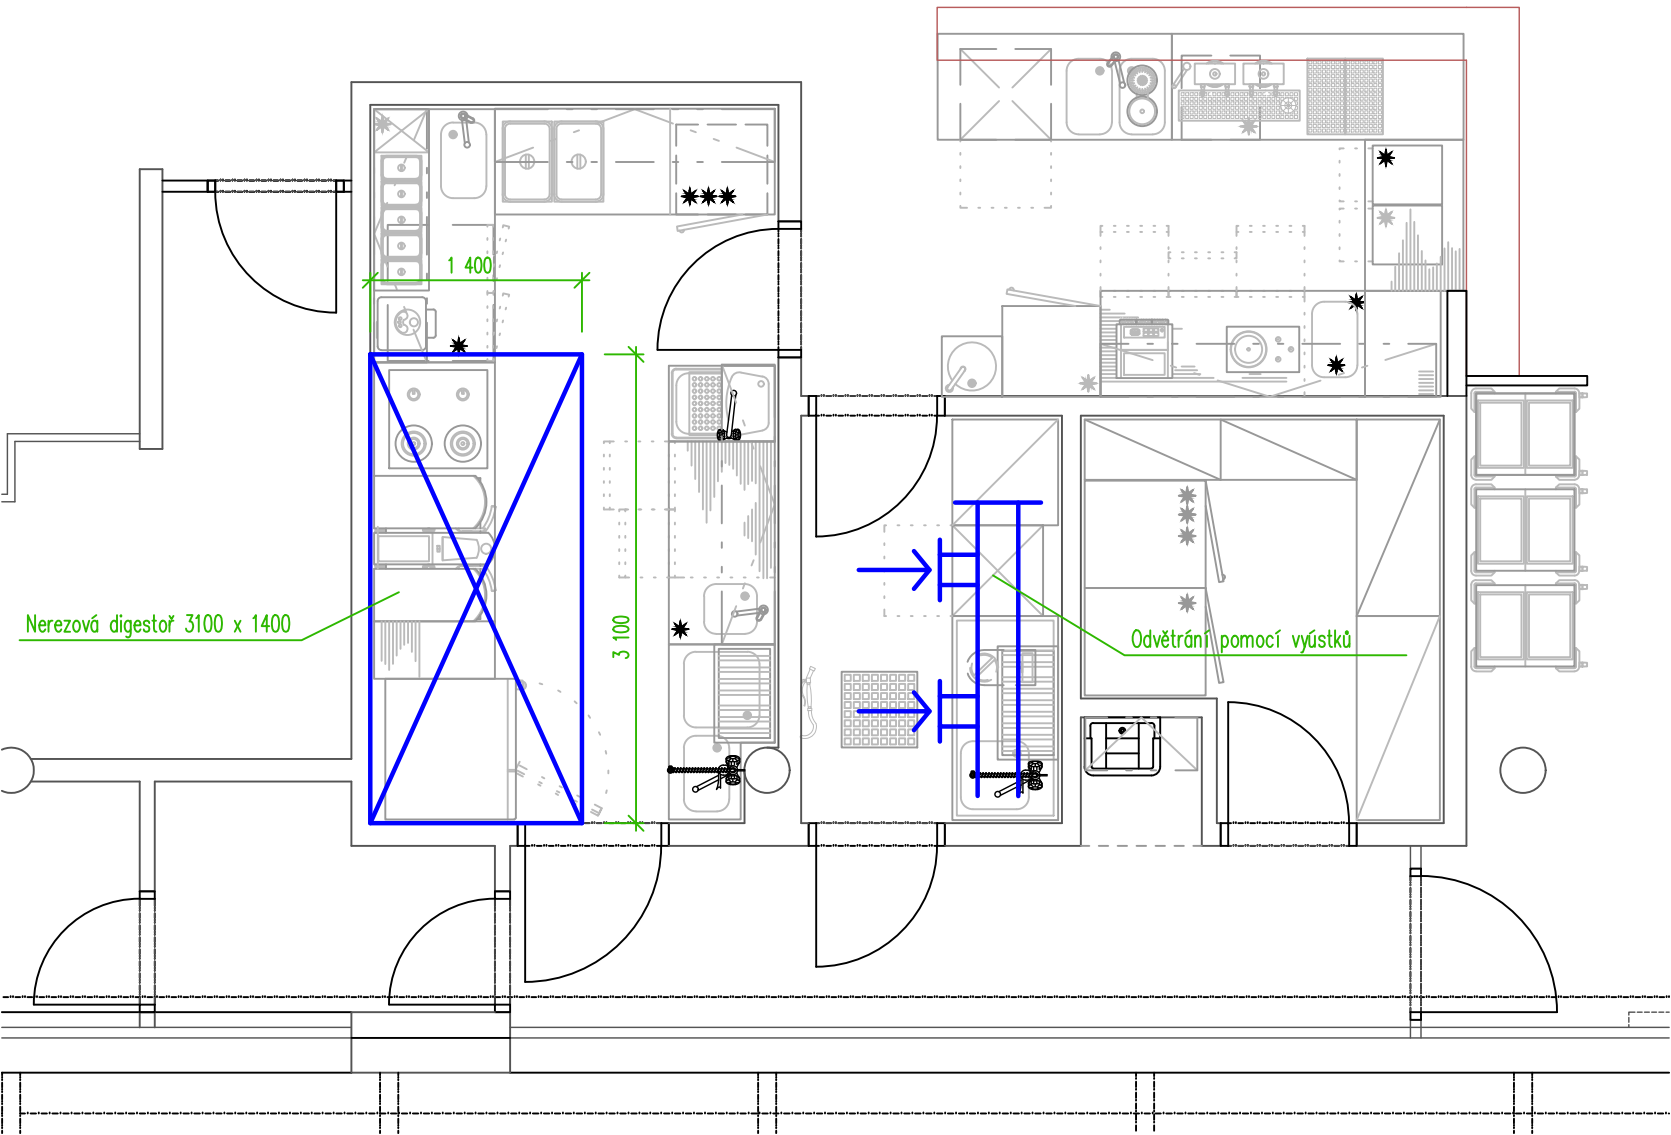 1 400
Nerezová digestoř 3100 x 1400
3 100
Odvětrání pomocí vyústků